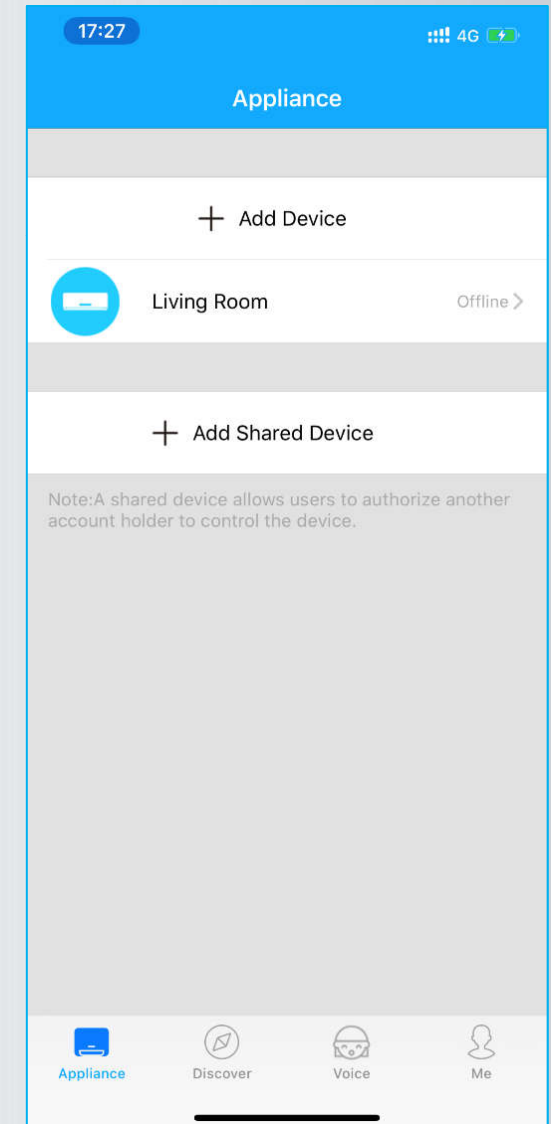 17:27
4G
Appliance
Add Device
Living Room
Offline
Add Shared Device
Note:A shared device allows users to authorize another
account holder to control the device.
Appliance
Discover
Voice
Me